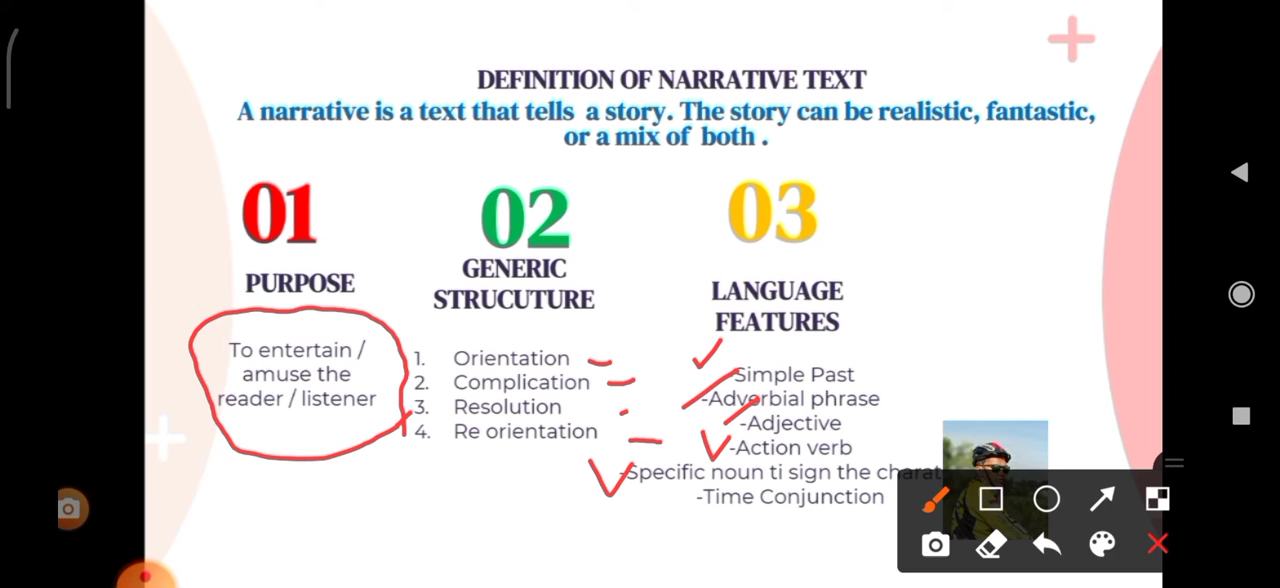 DEFINITION OF NARRATIVE TEXT
A narrative is a text that tells a story. The story can be realistic, fantastic,
or a mix of both .
01
PURPOSE
To entertain /
amuse the
reader / listener
02
GENERIC
STRUCUTURE
1. Orientation
2. Complication
3. Resolution
4. Re orientation
03
LANGUAGE
FEATURES
Simple Past
-Adverbial phrase
-Adjective
-Action verb
-Specific noun ti sign the
-Time Conjunction